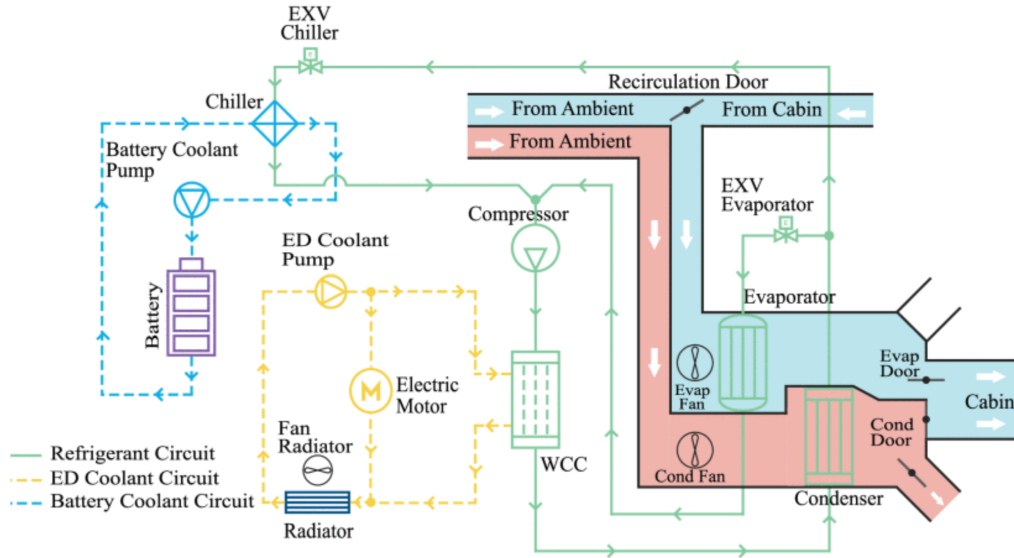 EXV
Chiller
Recirculation Door
Chiller
From Ambient
From Cabin
From Ambient
Battery Coolant
Pump
EXV
Evaporator
Compressor
ED Coolant
Pump
Evaporator
Battery
Evap
Door
Electric
Motor
Evap
Fan
Cabin
Fan
Radiator
Cond
Door
Refrigerant Circuit
WCC
Cond Fan
ED Coolant Circuit
Condenser
Battery Coolant Circuit
Radiator
M